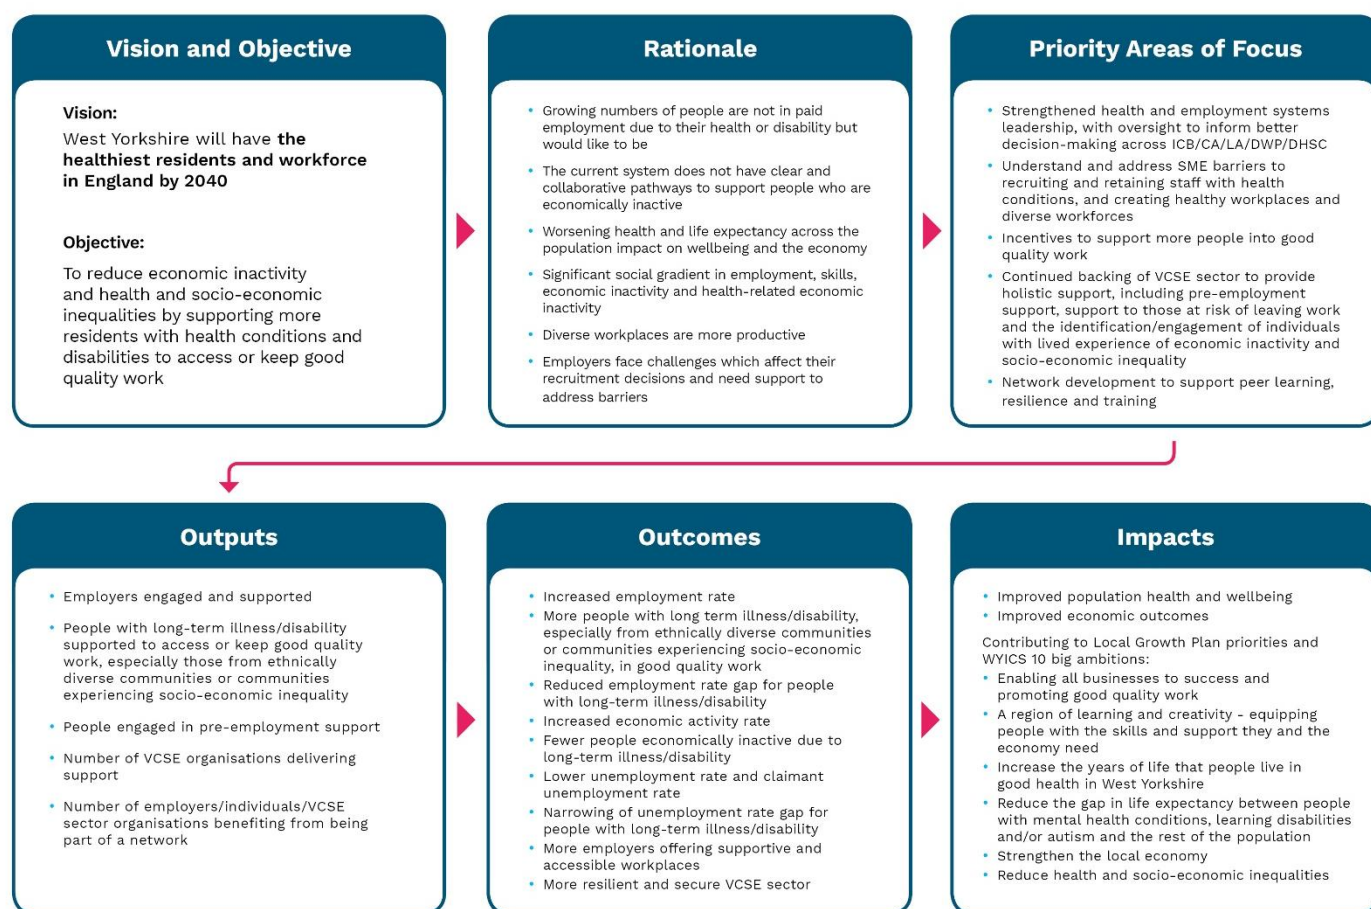 Vision and Objective
Vision:
West Yorkshire will have the
healthiest residents and workforce
in England by 2040
Objective:
To reduce economic inactivity
and health and socio-economic
inequalities by supporting more
residents with health conditions and
disabilities to access or keep good
quality work
Rationale
• Growing numbers of people are not in paid
employment due to their health or disability but
would like to be
• The current system does not have clear and
collaborative pathways to support people who are
economically inactive
• Worsening health and life expectancy across the
population impact on wellbeing and the economy
• Significant social gradient in employment, skills,
economic inactivity and health-related economic
inactivity
• Diverse workplaces are more productive
• Employers face challenges which affect their
recruitment decisions and need support to
address barriers
Priority Areas of Focus
• Strengthened health and employment systems
leadership, with oversight to inform better
decision-making across ICB/CA/LA/DWP/DHSC
• Understand and address SME barriers to
recruiting and retaining staff with health
conditions, and creating healthy workplaces and
diverse workforces
• Incentives to support more people into good
quality work
• Continued backing of VCSE sector to provide
holistic support, including pre-employment
support, support to those at risk of leaving work
and the identification/engagement of individuals
with lived experience of economic inactivity and
socio-economic inequality
• Network development to support peer learning,
resilience and training
Outputs
• Employers engaged and supported
• People with long-term illness/disability
supported to access or keep good quality
work, especially those from ethnically
diverse communities or communities
experiencing socio-economic inequality
• People engaged in pre-employment support
• Number of VCSE organisations delivering
support
• Number of employers/individuals/VCSE
sector organisations benefiting from being
part of a network
Outcomes
• Increased employment rate
• More people with long term illness/disability,
especially from ethnically diverse communities
or communities experiencing socio-economic
inequality, in good quality work
• Reduced employment rate gap for people
with long-term illness/disability
• Increased economic activity rate
• Fewer people economically inactive due to
long-term illness/disability
• Lower unemployment rate and claimant
unemployment rate
• Narrowing of unemployment rate gap for
people with long-term illness/disability
• More employers offering supportive and
accessible workplaces
• More resilient and secure VCSE sector
Impacts
• Improved population health and wellbeing
• Improved economic outcomes
Contributing to Local Growth Plan priorities and
WYICS 10 big ambitions:
• Enabling all businesses to success and
promoting good quality work
• A region of learning and creativity - equipping
people with the skills and support they and the
economy need
• Increase the years of life that people live in
good health in West Yorkshire
• Reduce the gap in life expectancy between people
with mental health conditions, learning disabilities
and/or autism and the rest of the population
• Strengthen the local economy
• Reduce health and socio-economic inequalities